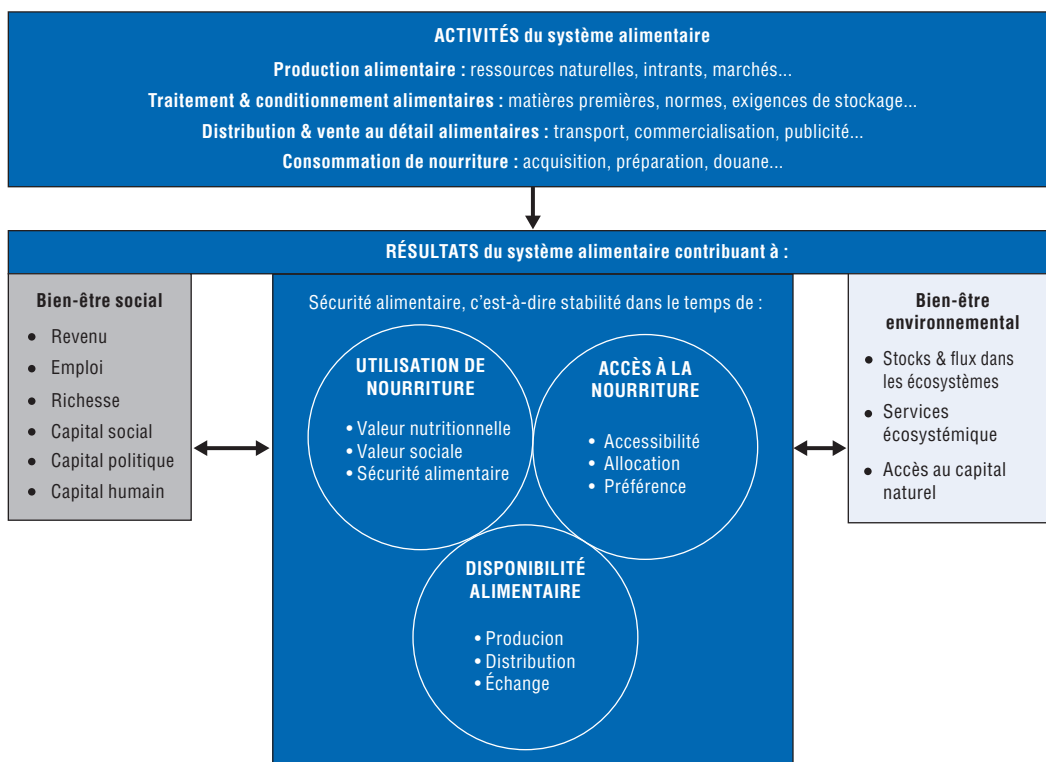 ACTIVITÉS du système alimentaire
Production alimentaire : ressources naturelles, intrants, marchés...
Traitement & conditionnement alimentaires : matières premières, normes, exigences de stockage...
Distribution & vente au détail alimentaires : transport, commercialisation, publicité...
Consommation de nourriture : acquisition, préparation, douane...
RÉSULTATS du système alimentaire contribuant à :
Bien-être social
• Revenu
• Emploi
• Richesse
• Capital social
• Capital politique
• Capital humain
Sécurité alimentaire, c'est-à-dire stabilité dans le temps de :
UTILISATION DE
NOURRITURE
• Valeur nutritionnelle
• Valeur sociale
• Sécurité alimentaire
ACCÈS À LA
NOURRITURE
• Accessibilité
• Allocation
• Préférence
DISPONIBILITÉ
ALIMENTAIRE
• Producion
• Distribution
• Échange
Bien-être
environnemental
• Stocks & flux dans
les écosystèmes
• Services
écosystémique
• Accès au capital
naturel